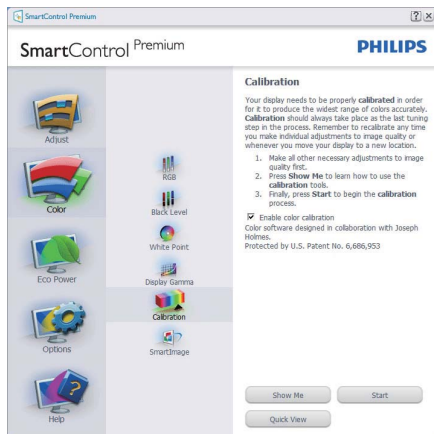 SmartControl Premium
SmartControl Premium
PHILIPS
Adjust
Color
Eco Power
Options
Help
RGB
Black Level
White Point
Display Gamma
Calibration
SmartImage
Calibration
Your display needs to be properly calibrated in order
for it to produce the widest range of colors accurately.
Calibration should always take place as the last tuning
step in the process. Remember to recalibrate any time
you make individual adjustments to image quality or
whenever you move your display to a new location.
1. Make all other necessary adjustments to image
quality first.
2. Press Show Me to learn how to use the
calibration tools.
3. Finally, press Start to begin the calibration
process.
Enable color calibration
Color software designed in collaboration with Joseph
Holmes.
Protected by U.S. Patent No. 6,686,953
Show Me
Start
Quick View